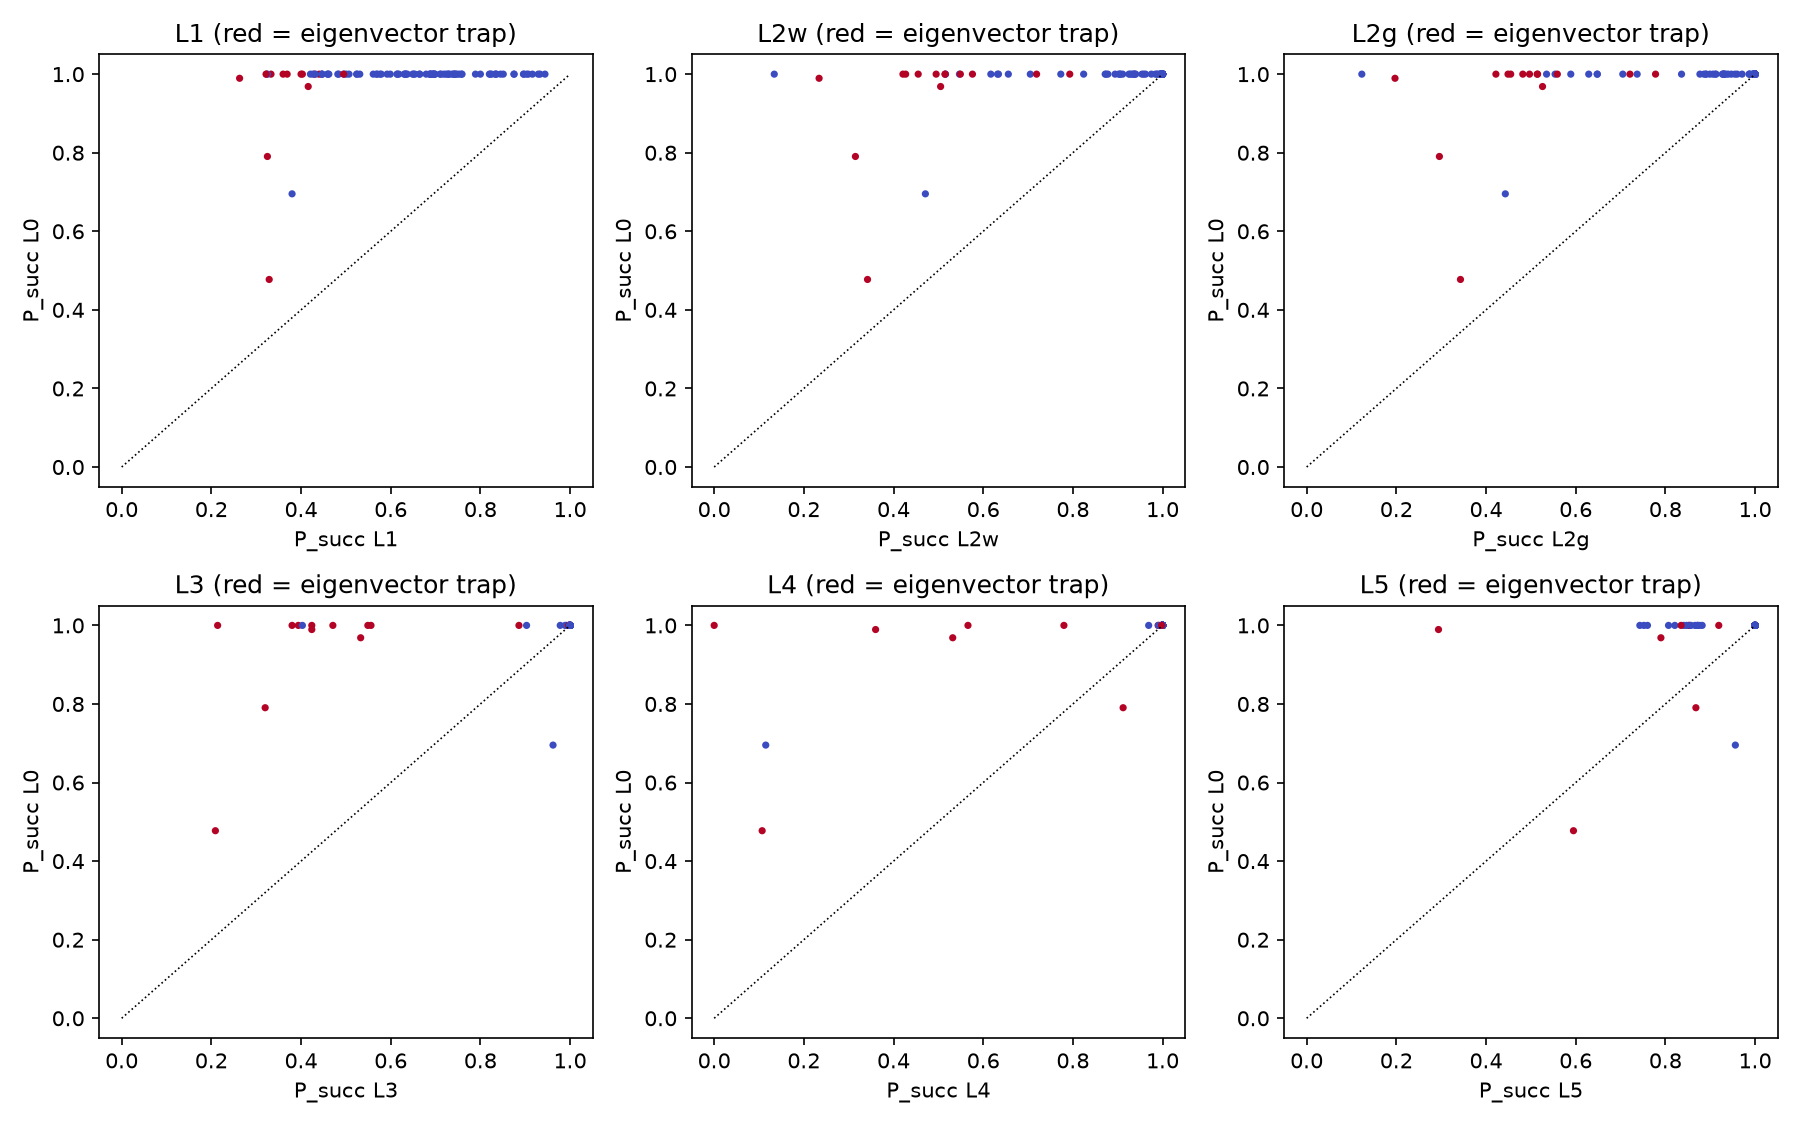 L1 (red = eigenvector trap)
P_succ L0
1.0
0.8
0.6
0.4
0.2
0.0
0.0 0.2 0.4 0.6 0.8 1.0
P_succ L1
L2w (red = eigenvector trap)
P_succ L0
1.0
0.8
0.6
0.4
0.2
0.0
0.0 0.2 0.4 0.6 0.8 1.0
P_succ L2w
L2g (red = eigenvector trap)
P_succ L0
1.0
0.8
0.6
0.4
0.2
0.0
0.0 0.2 0.4 0.6 0.8 1.0
P_succ L2g
L3 (red = eigenvector trap)
P_succ L0
1.0
0.8
0.6
0.4
0.2
0.0
0.0 0.2 0.4 0.6 0.8 1.0
P_succ L3
L4 (red = eigenvector trap)
P_succ L0
1.0
0.8
0.6
0.4
0.2
0.0
0.0 0.2 0.4 0.6 0.8 1.0
P_succ L4
L5 (red = eigenvector trap)
P_succ L0
1.0
0.8
0.6
0.4
0.2
0.0
0.0 0.2 0.4 0.6 0.8 1.0
P_succ L5